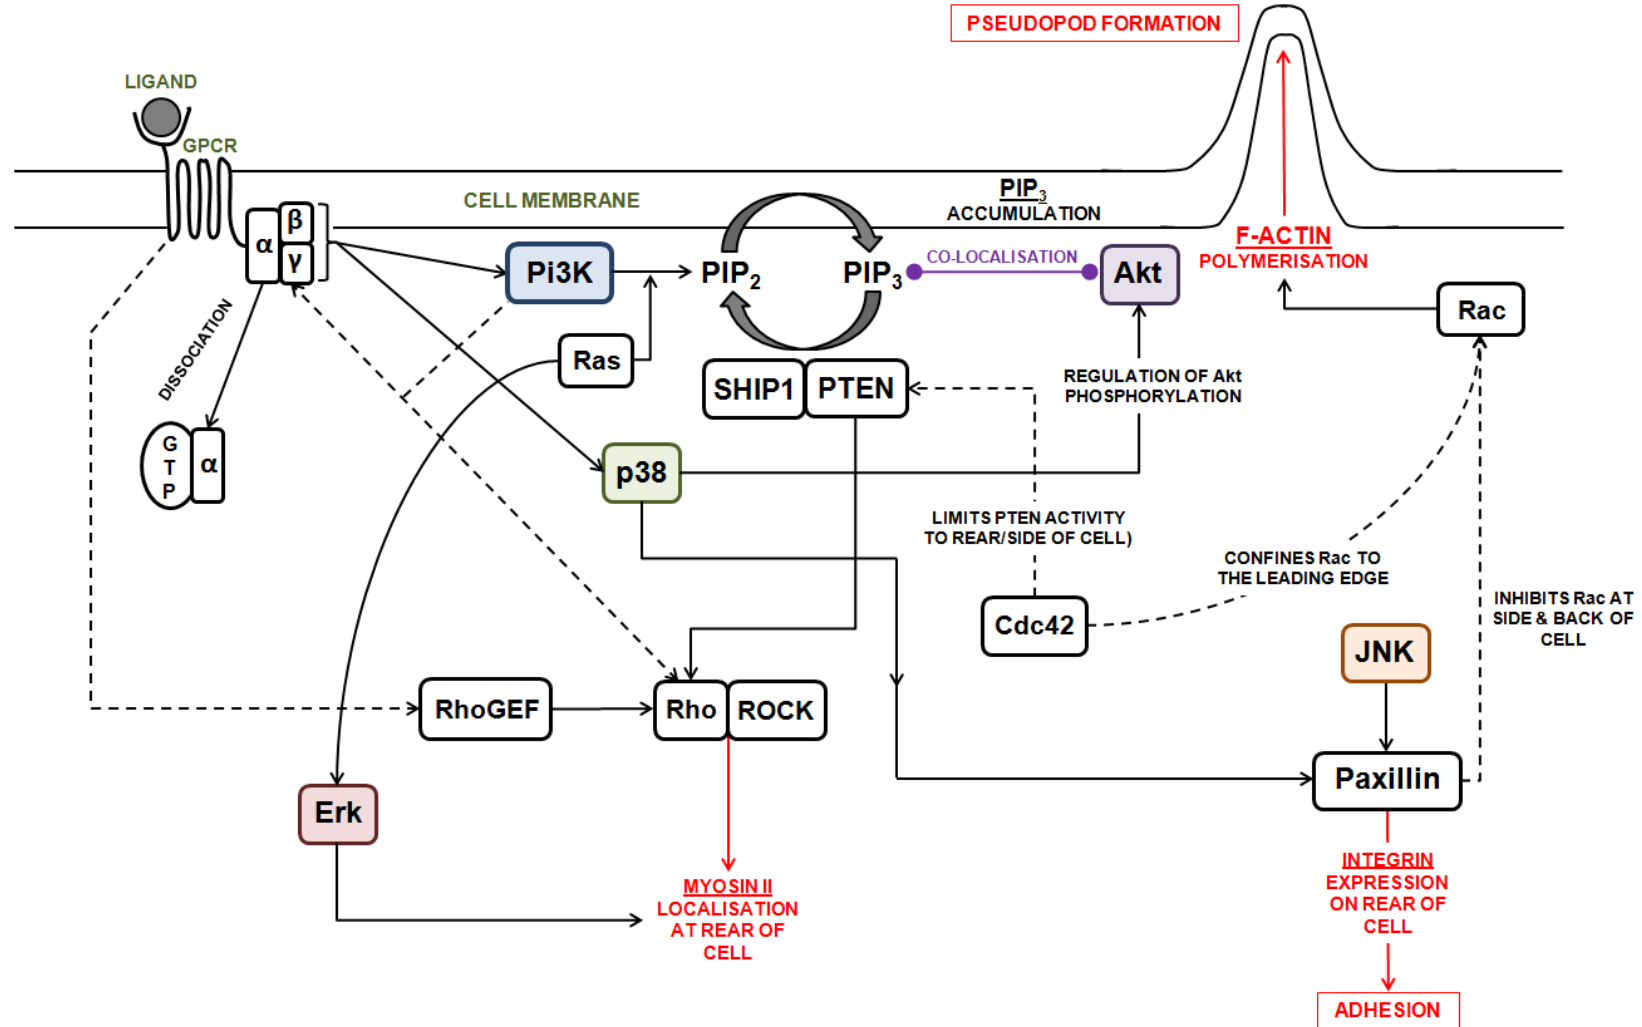 PSEUDOPOD FORMATION
LIGAND
GPCR
CELL MEMBRANE
PIP3
ACCUMULATION
α
β
γ
F-ACTIN
POLYMERISATION
Pi3K
PIP2
PIP3
CO-LOCALISATION
Akt
Rac
DISSOCIATION
Ras
SHIP1
PTEN
REGULATION OF Akt
PHOSPHORYLATION
G
T
P
α
p38
LIMITS PTEN ACTIVITY
TO REAR/SIDE OF CELL)
CONFINES Rac TO
THE LEADING EDGE
INHIBITS Rac AT
SIDE & BACK OF
CELL
Cdc42
JNK
RhoGEF
Rho
ROCK
Paxillin
Erk
MYOSIN II
LOCALISATION
AT REAR OF
CELL
INTEGRIN
EXPRESSION
ON REAR OF
CELL
ADHESION